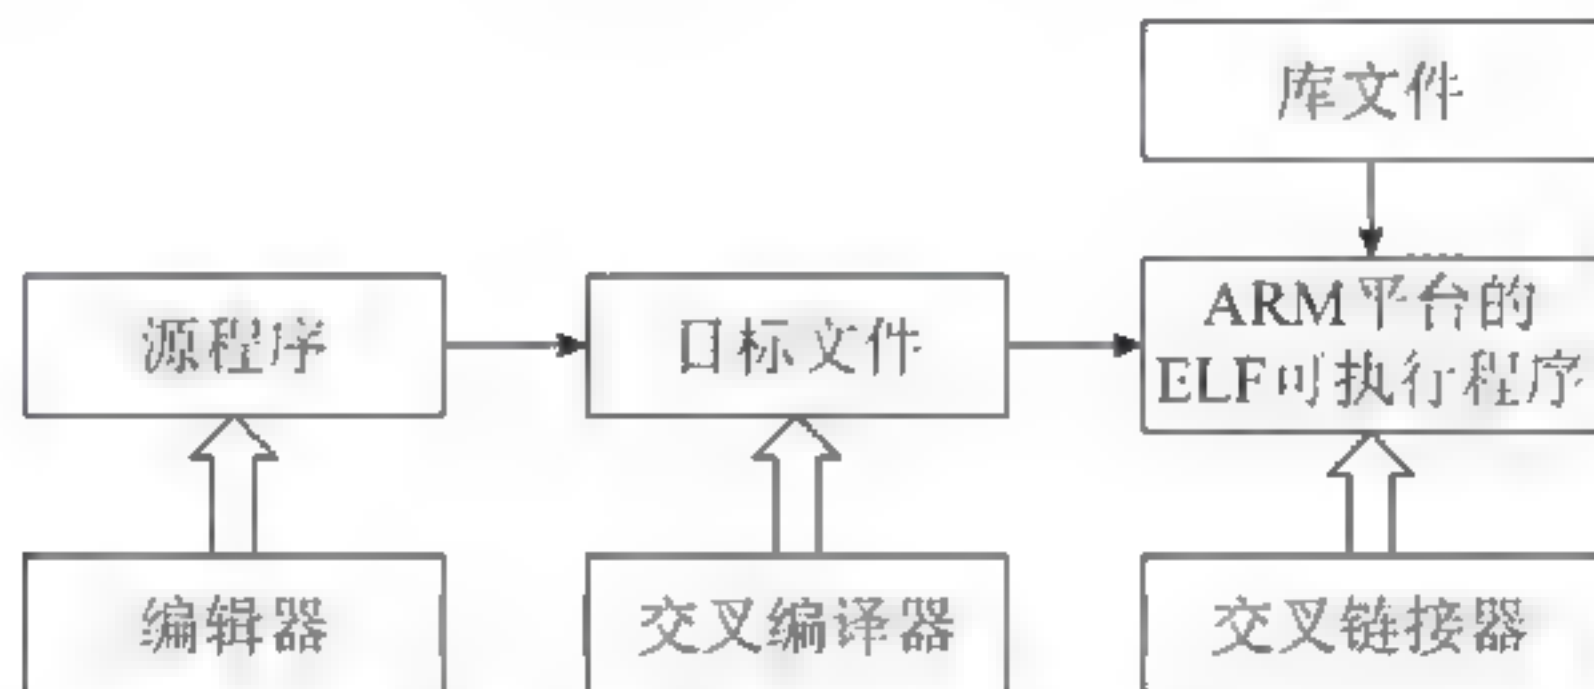 库文件
源程序
目标文件
ARM平台的
ELF可执行程序
编辑器
交叉编译器
交叉链接器